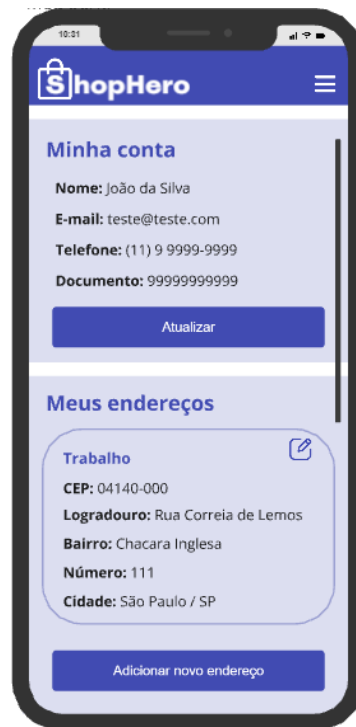 10:31
ShopHero
Minha conta
Nome: João da Silva
E-mail: teste@teste.com
Telefone: (11) 9 9999-9999
Documento: 99999999999
Atualizar
Meus endereços
Trabalho
CEP: 04140-000
Logradouro: Rua Correia de Lemos
Bairro: Chacara Inglesa
Número: 111
Cidade: São Paulo / SP
Adicionar novo endereço